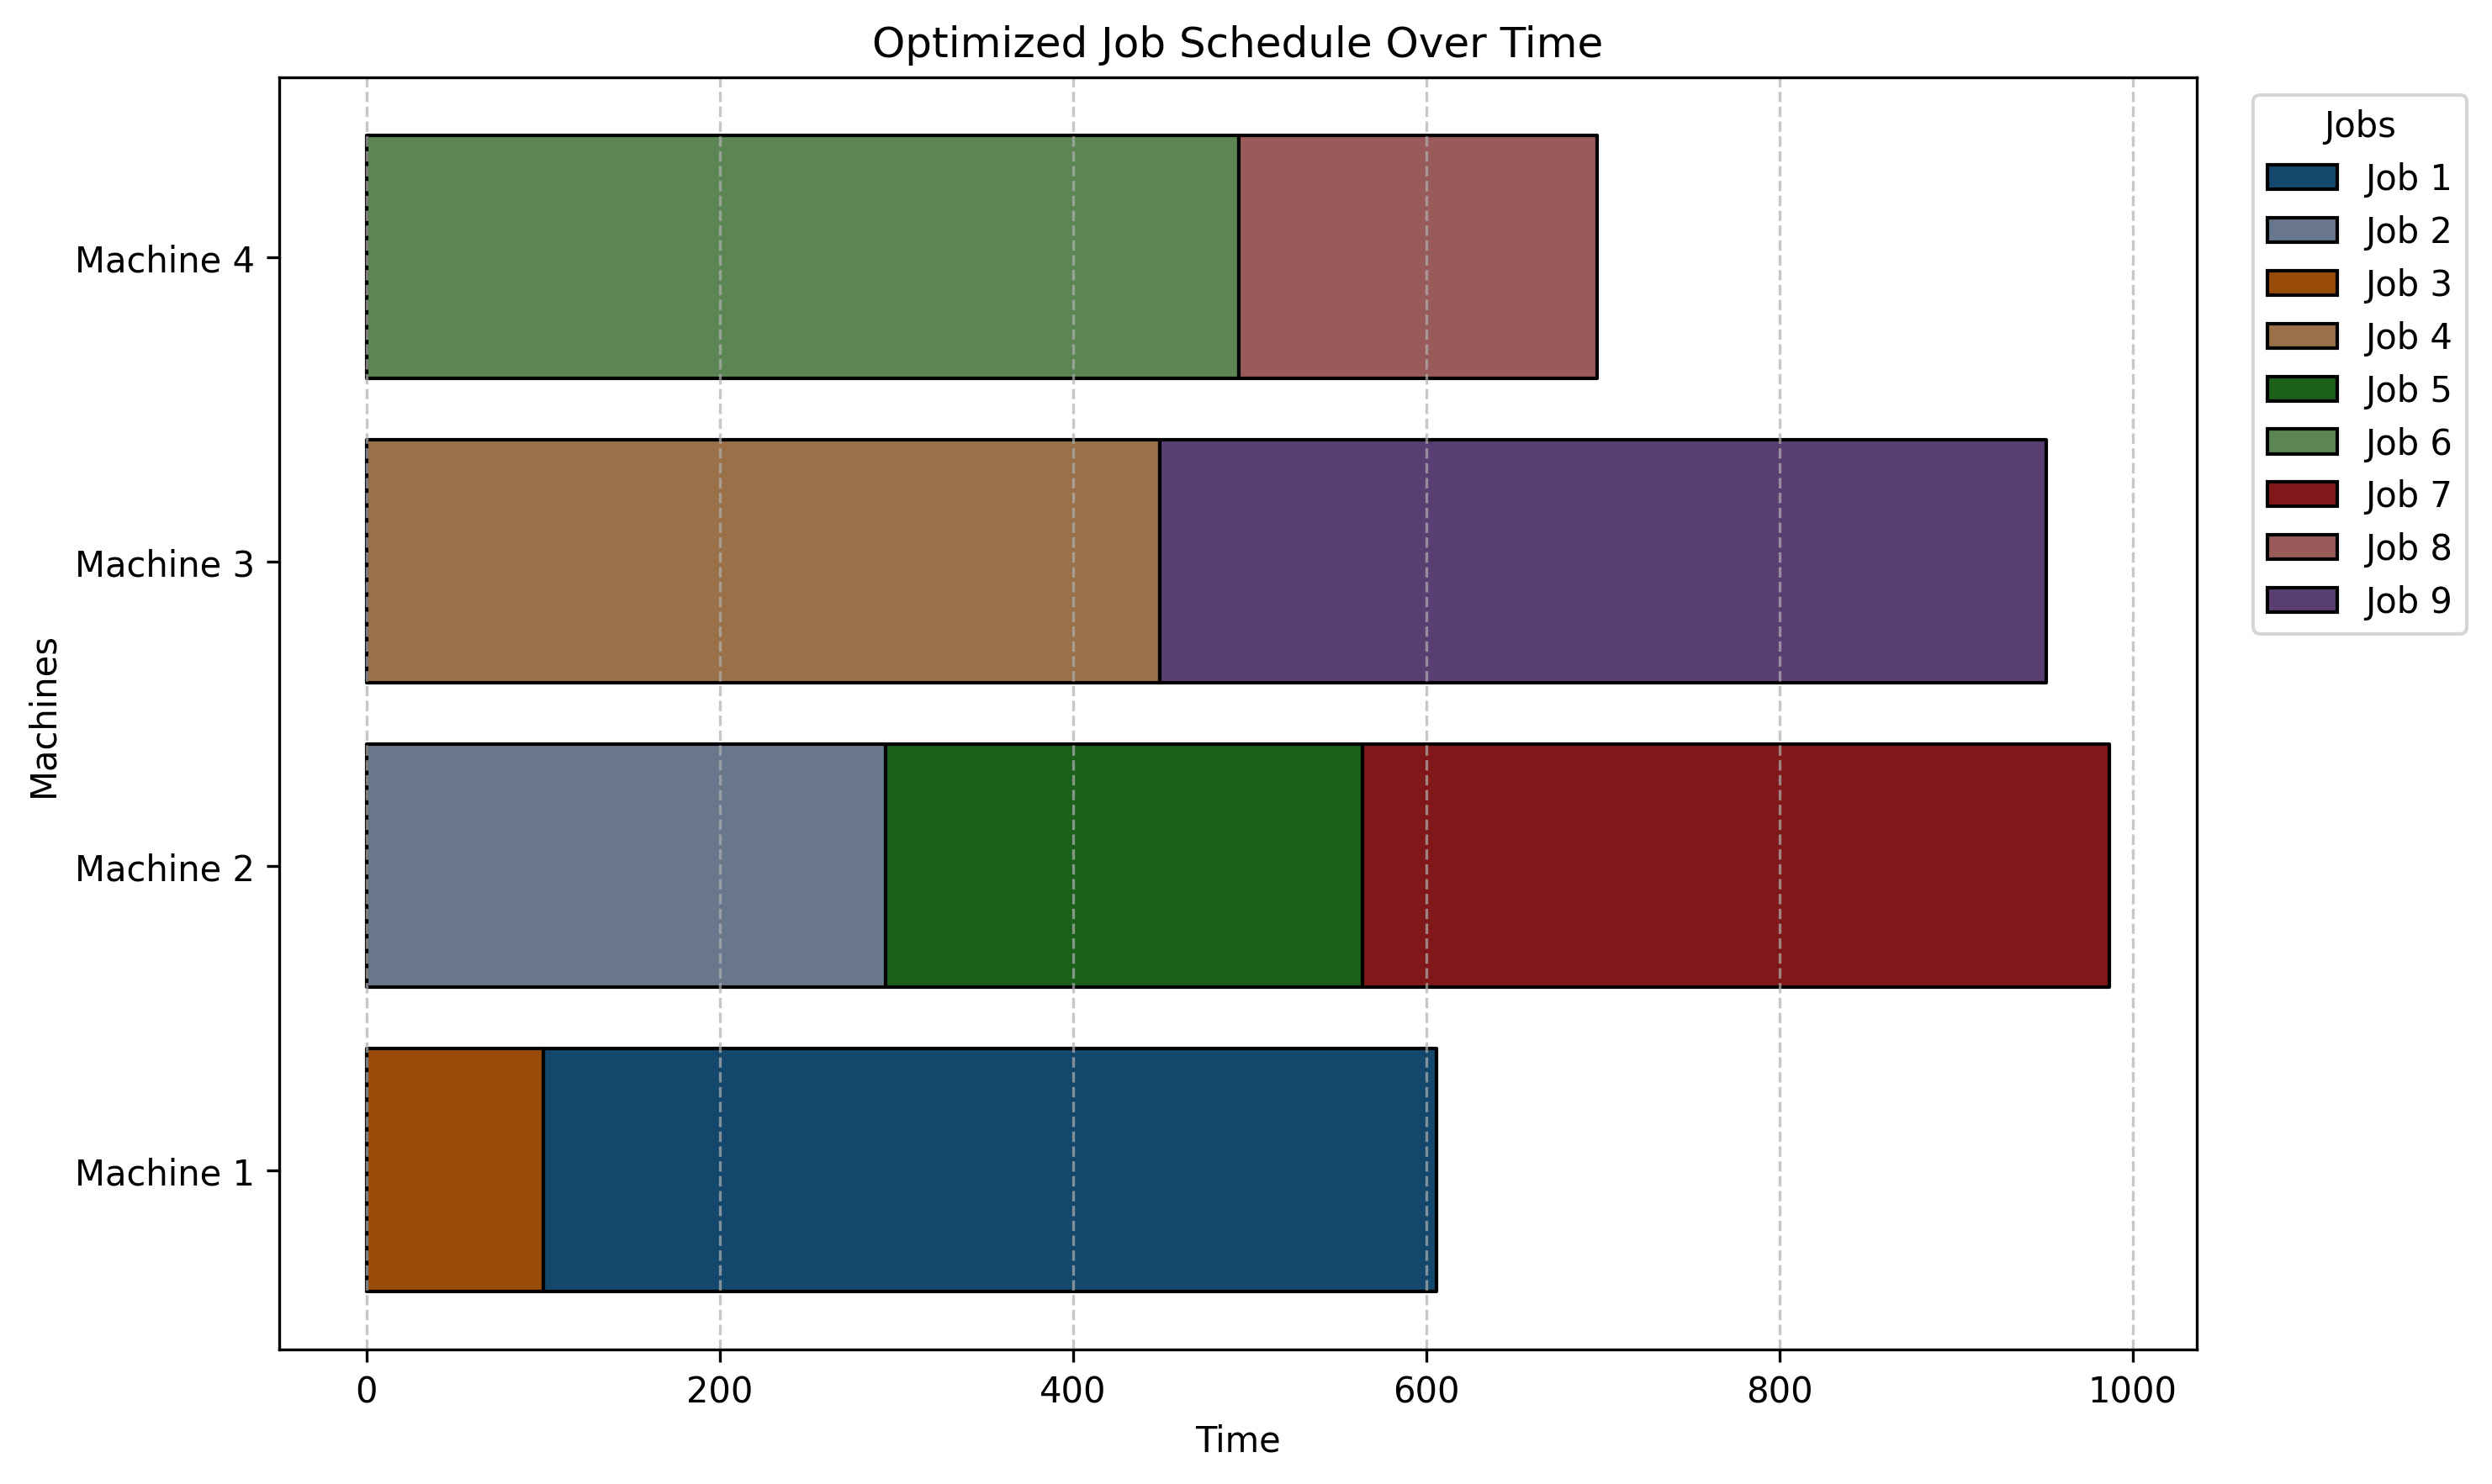 Optimized Job Schedule Over Time
Machines
Machine 4
Machine 3
Machine 2
Machine 1
0 200 400 600 800 1000
Time
Jobs
Job 1
Job 2
Job 3
Job 4
Job 5
Job 6
Job 7
Job 8
Job 9